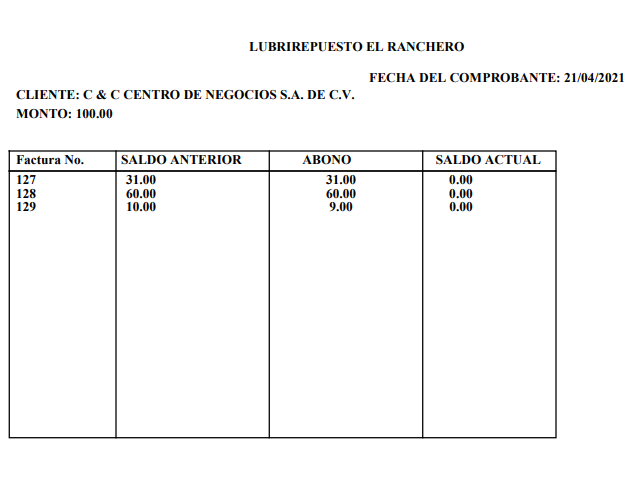 LUBRIREPUESTO EL RANCHERO
FECHA DEL COMPROBANTE: 21/04/2021
CLIENTE: C & C CENTRO DE NEGOCIOS S.A. DE C.V.
MONTO: 100.00
Factura No. SALDO ANTERIOR ABONO SALDO ACTUAL
127 31.00 31.00 0.00
128 60.00 60.00 0.00
129 10.00 9.00 0.00